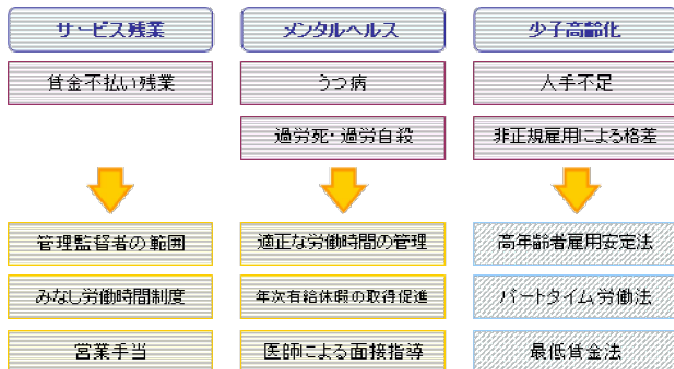 サービス残業
メンタルヘルス
少子高齢化
賃金不払い残業
うつ病
人手不足
過労死・過労自殺
非正規雇用による格差
管理監督者の範囲
適正な労働時間の管理
高年齢者雇用安定法
みなし労働時間制度
年次有給休暇の取得促進
パートタイム労働法
営業手当
医師による面接指導
最低賃金法